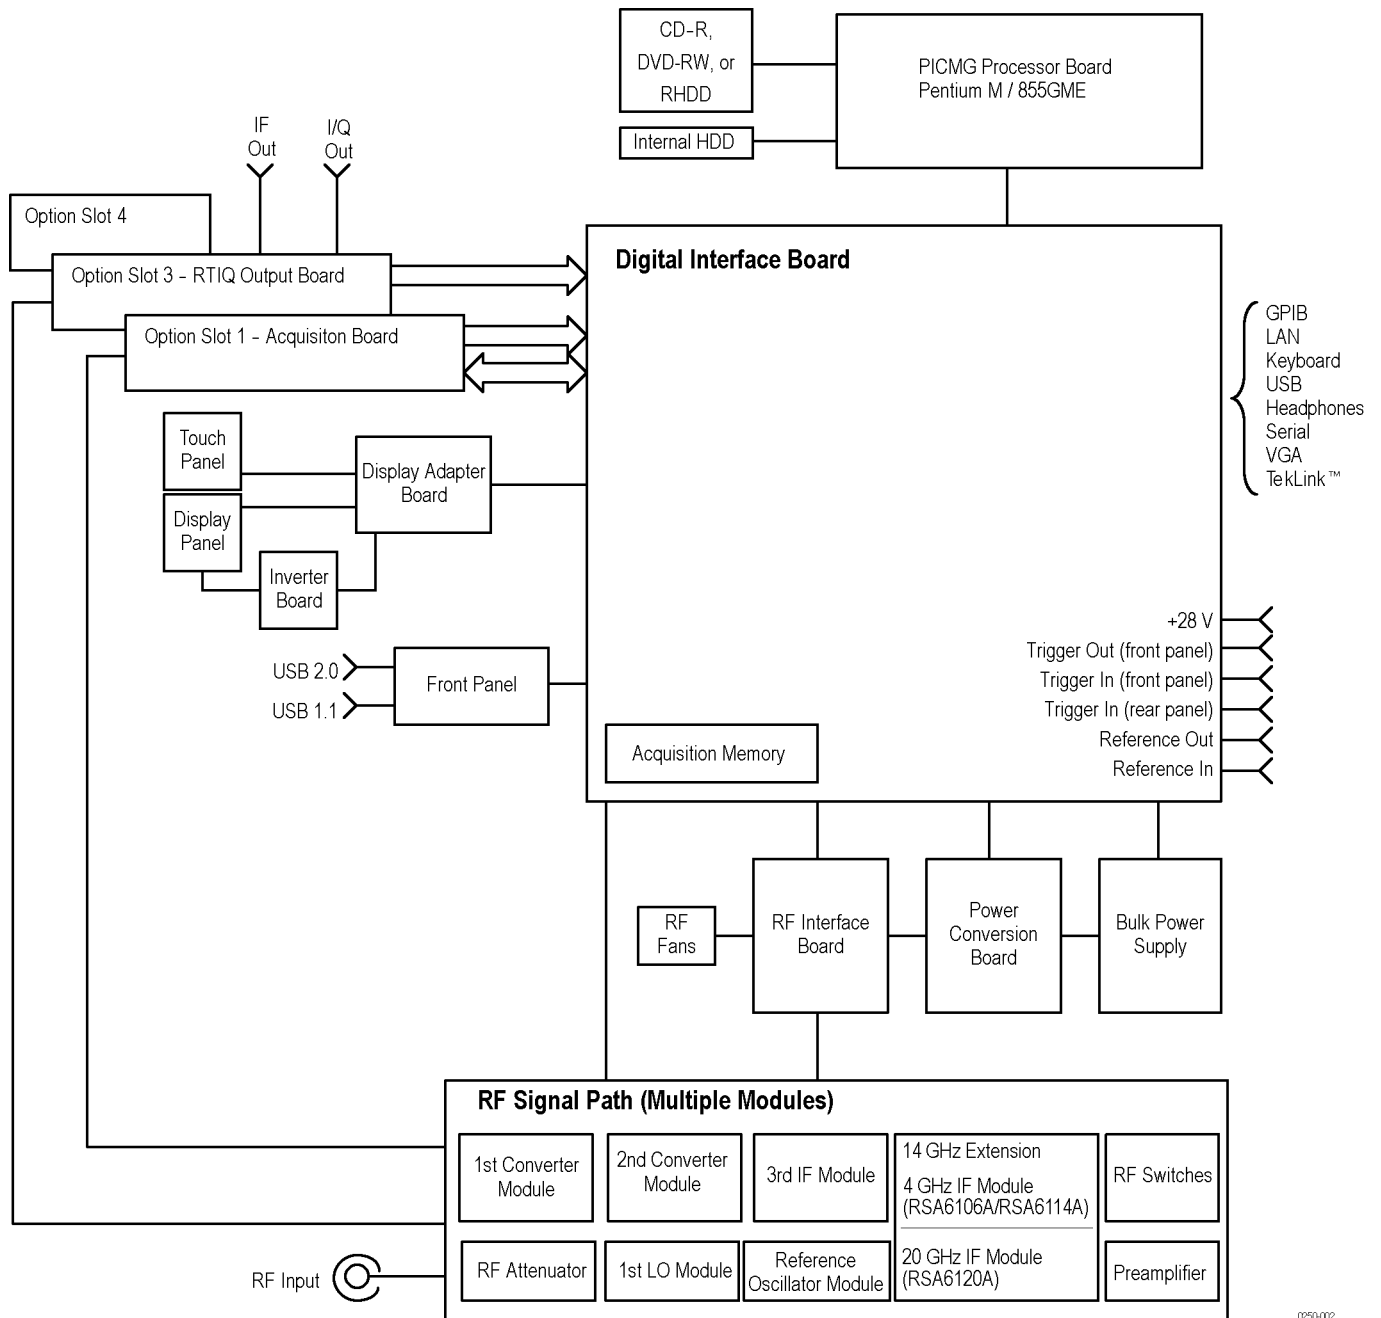 CD-R,
DVD-RW, or
RHDD
PICMG Processor Board
Pentium M / 855GME
Internal HDD
IF
Out
I/Q
Out
Option Slot 4
Option Slot 3 - RTIQ Output Board
Option Slot 1 - Acquisiton Board
Digital Interface Board
GPIB
LAN
Keyboard
USB
Headphones
Serial
VGA
TekLink™
Touch
Panel
Display Adapter
Board
Display
Panel
Inverter
Board
USB 2.0
USB 1.1
Front Panel
+28 V
Trigger Out (front panel)
Trigger In (front panel)
Trigger In (rear panel)
Reference Out
Reference In
Acquisition Memory
RF
Fans
RF Interface
Board
Power
Conversion
Board
Bulk Power
Supply
RF Signal Path (Multiple Modules)
1st Converter
Module
2nd Converter
Module
3rd IF Module
14 GHz Extension
4 GHz IF Module
(RSA6106A/RSA6114A)
RF Switches
RF Input
RF Attenuator
1st LO Module
Reference
Oscillator Module
20 GHz IF Module
(RSA6120A)
Preamplifier
0250-002